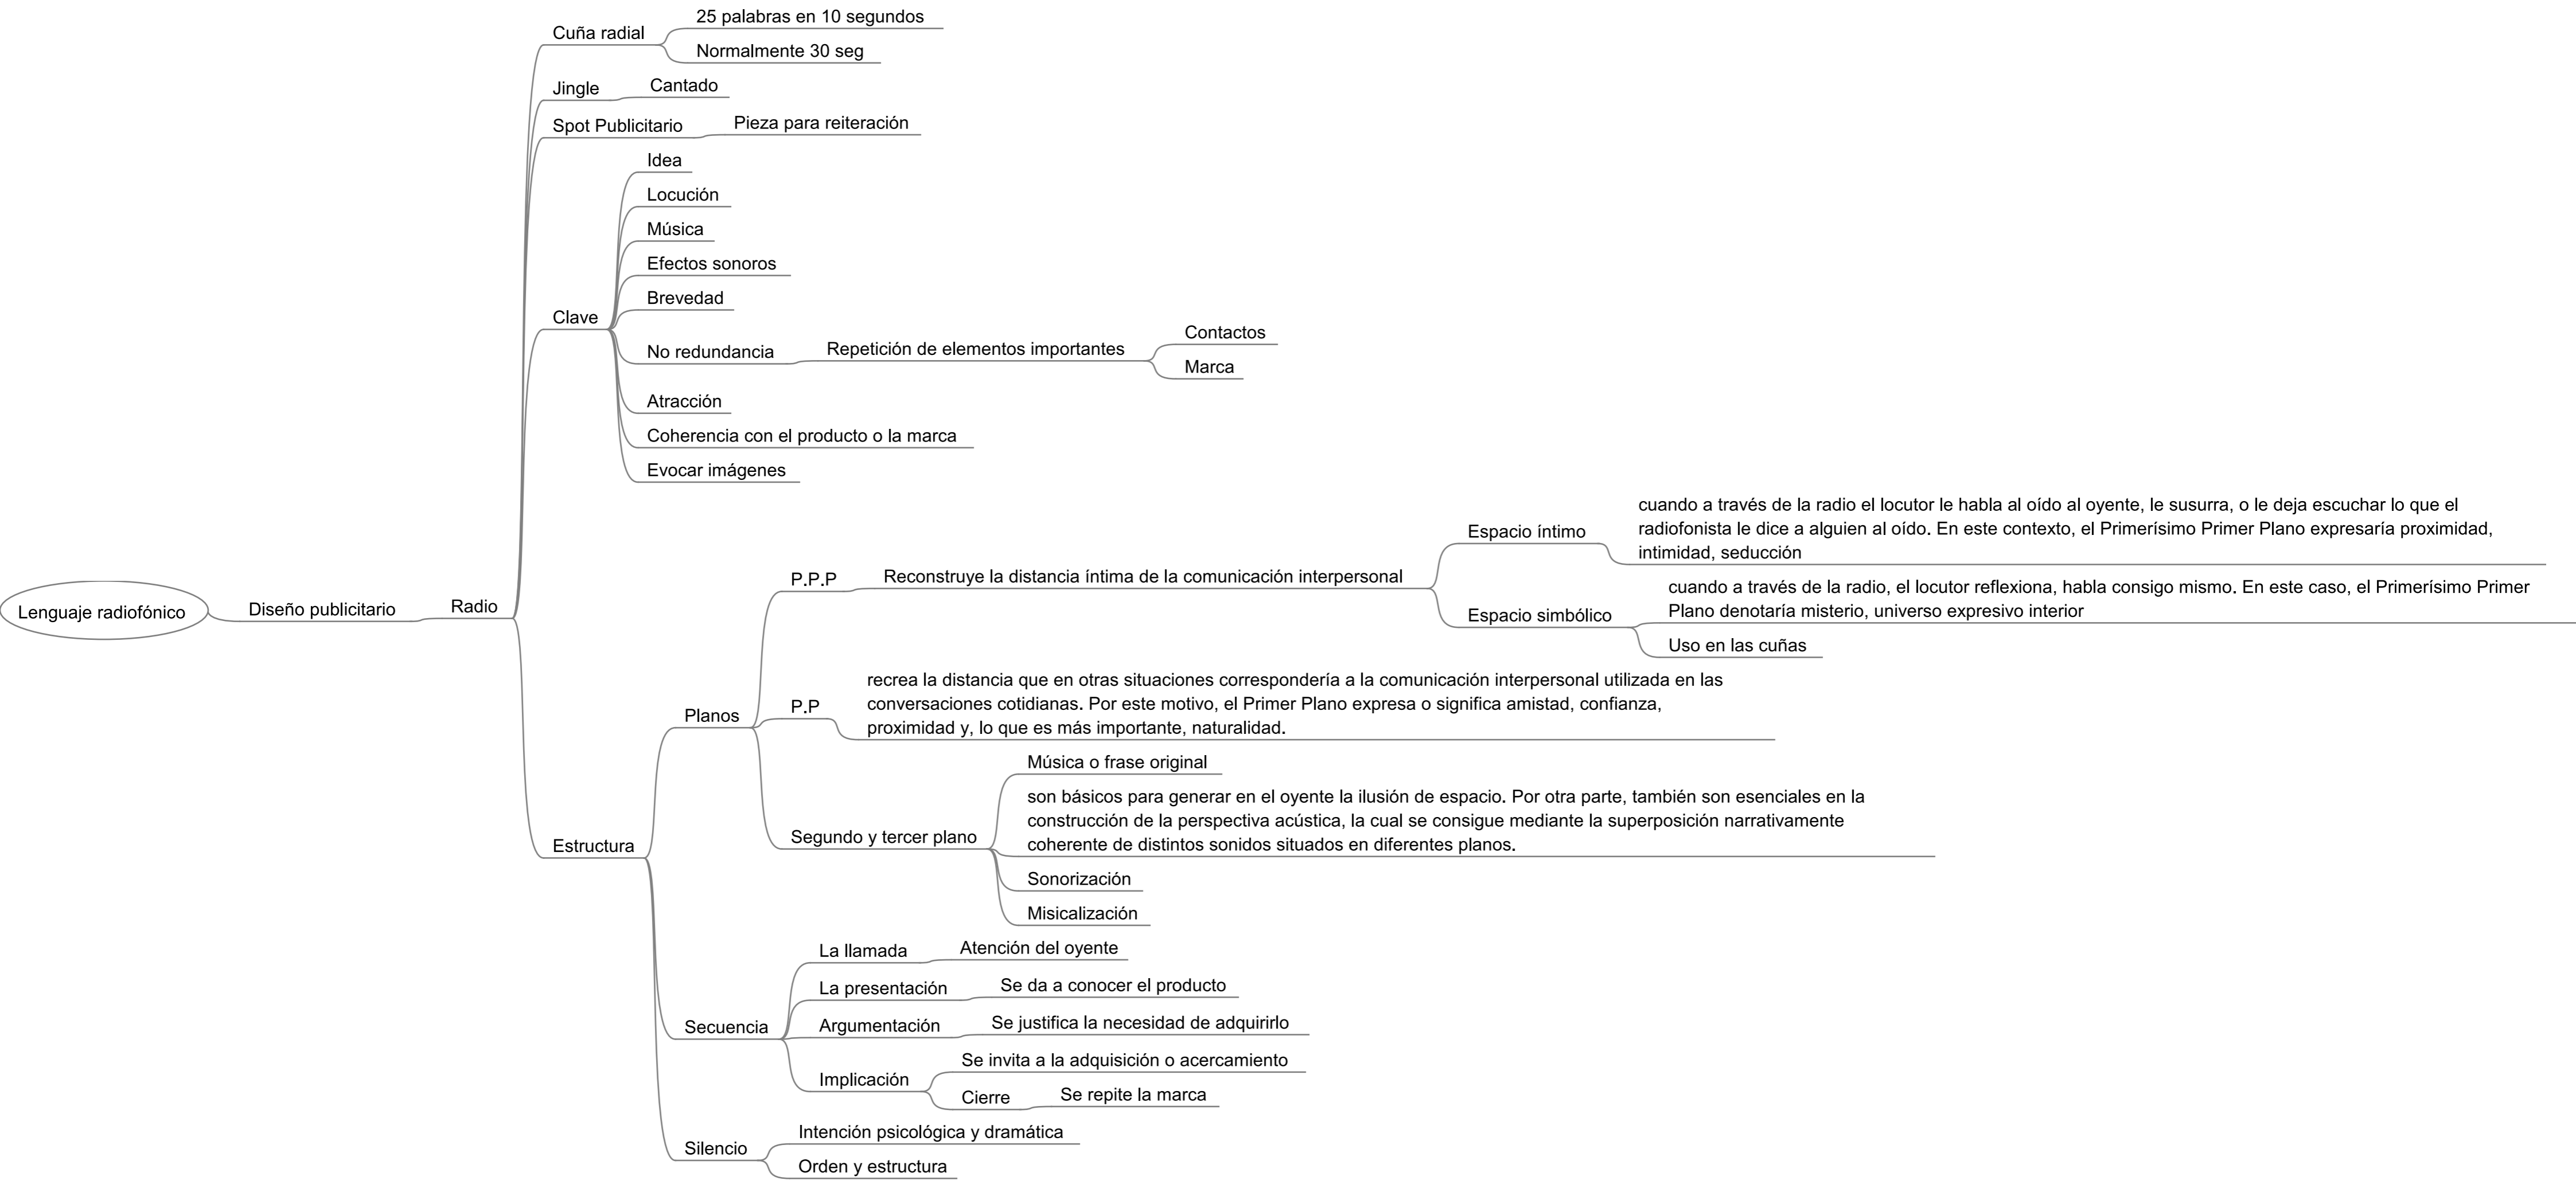 Lenguaje radiofónico
Diseño publicitario
Radio
Cuña radial
25 palabras en 10 segundos
Normalmente 30 seg
Jingle
Cantado
Spot Publicitario
Pieza para reiteración
Clave
Idea
Locución
Música
Efectos sonoros
Brevedad
No redundancia
Repetición de elementos importantes
Contactos
Marca
Atracción
Coherencia con el producto o la marca
Evocar imágenes
Estructura
Planos
P.P.P
Reconstruye la distancia íntima de la comunicación interpersonal
Espacio íntimo
cuando a través de la radio el locutor le habla al oído al oyente, le susurra, o le deja escuchar lo que el
radiofonista le dice a alguien al oído. En este contexto, el Primerísimo Primer Plano expresaría proximidad,
intimidad, seducción
Espacio simbólico
cuando a través de la radio, el locutor reflexiona, habla consigo mismo. En este caso, el Primerísimo Primer
Plano denotaría misterio, universo expresivo interior
Uso en las cuñas
P.P
recrea la distancia que en otras situaciones correspondería a la comunicación interpersonal utilizada en las
conversaciones cotidianas. Por este motivo, el Primer Plano expresa o significa amistad, confianza,
proximidad y, lo que es más importante, naturalidad.
Segundo y tercer plano
Música o frase original
son básicos para generar en el oyente la ilusión de espacio. Por otra parte, también son esenciales en la
construcción de la perspectiva acústica, la cual se consigue mediante la superposición narrativamente
coherente de distintos sonidos situados en diferentes planos.
Sonorización
Misicalización
Secuencia
La llamada
Atención del oyente
La presentación
Se da a conocer el producto
Argumentación
Se justifica la necesidad de adquirirlo
Implicación
Se invita a la adquisición o acercamiento
Cierre
Se repite la marca
Silencio
Intención psicológica y dramática
Orden y estructura